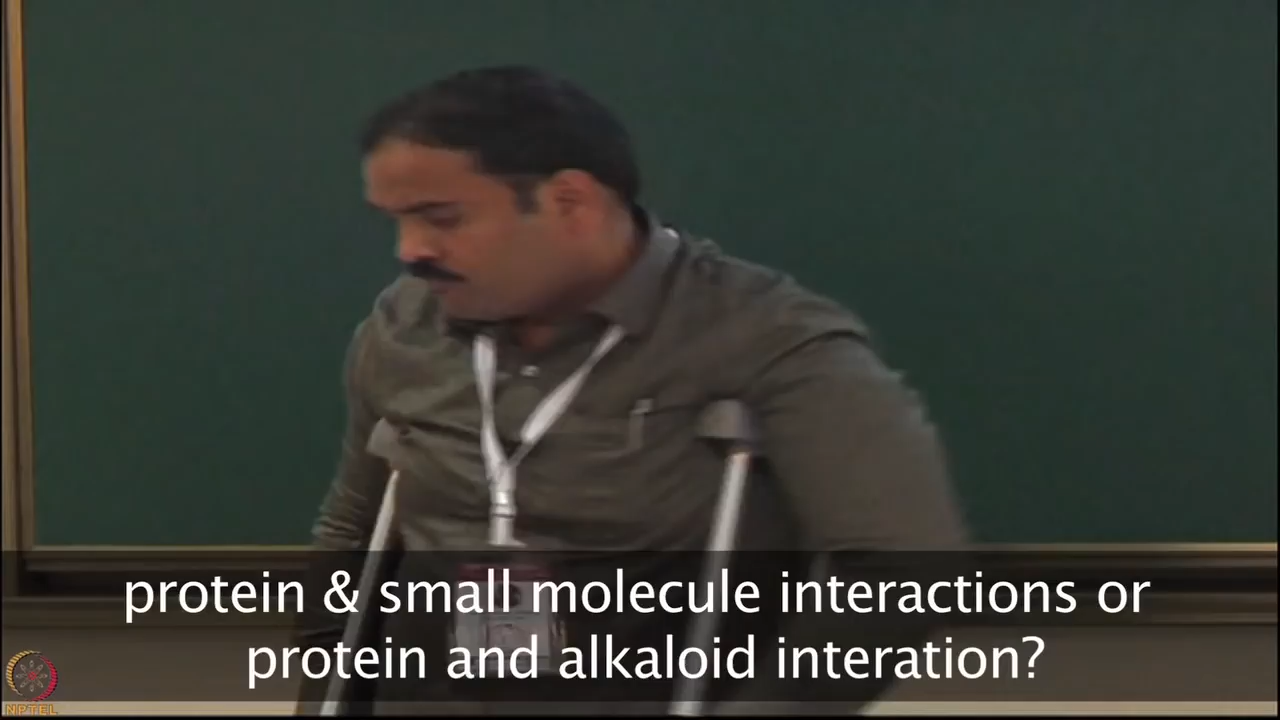 protein & small molecule interactions or
protein and alkaloid interation?
NPTEL